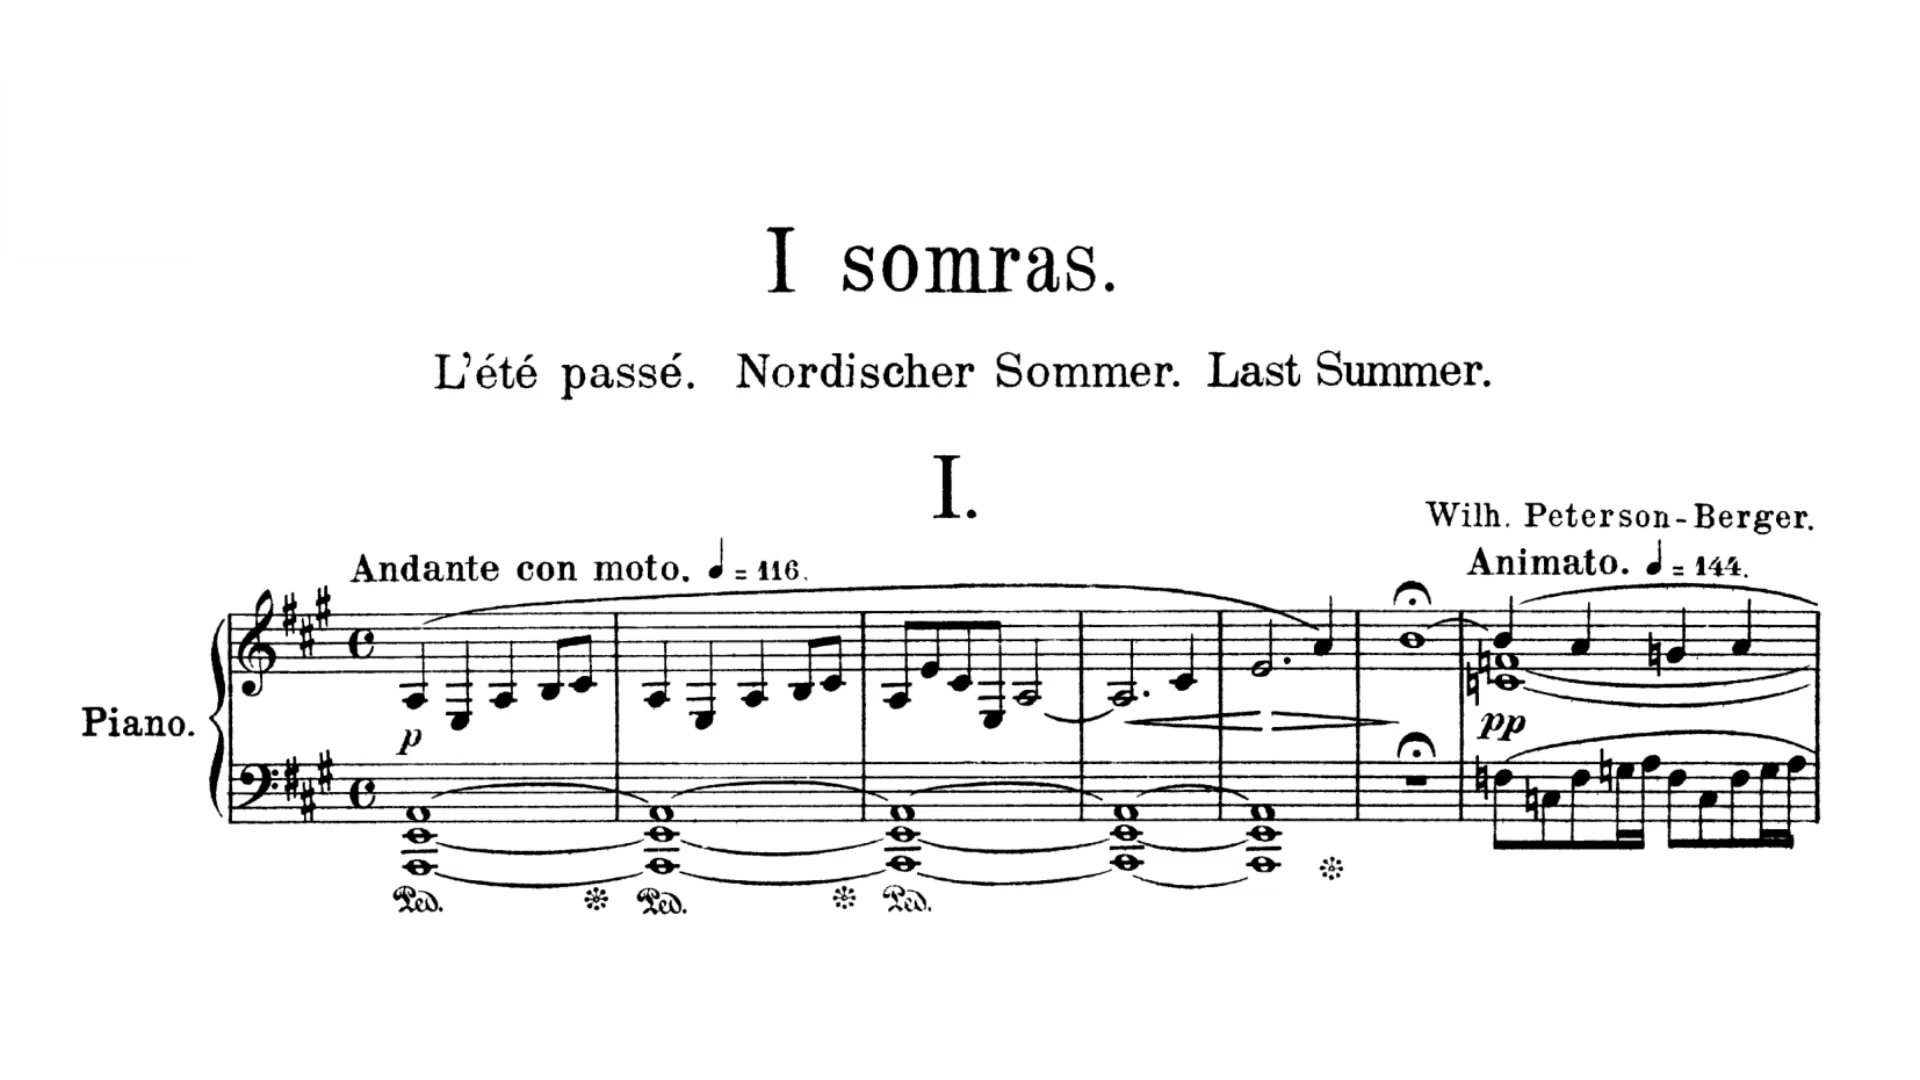 I somras.
L'été passé. Nordischer Sommer. Last Summer.
I.
Wilh. Peterson-Berger.
Andante con moto. ♩ = 116.
Animato. ♩ = 144.
Piano.
p
pp
Ped. * Ped. * Ped. *